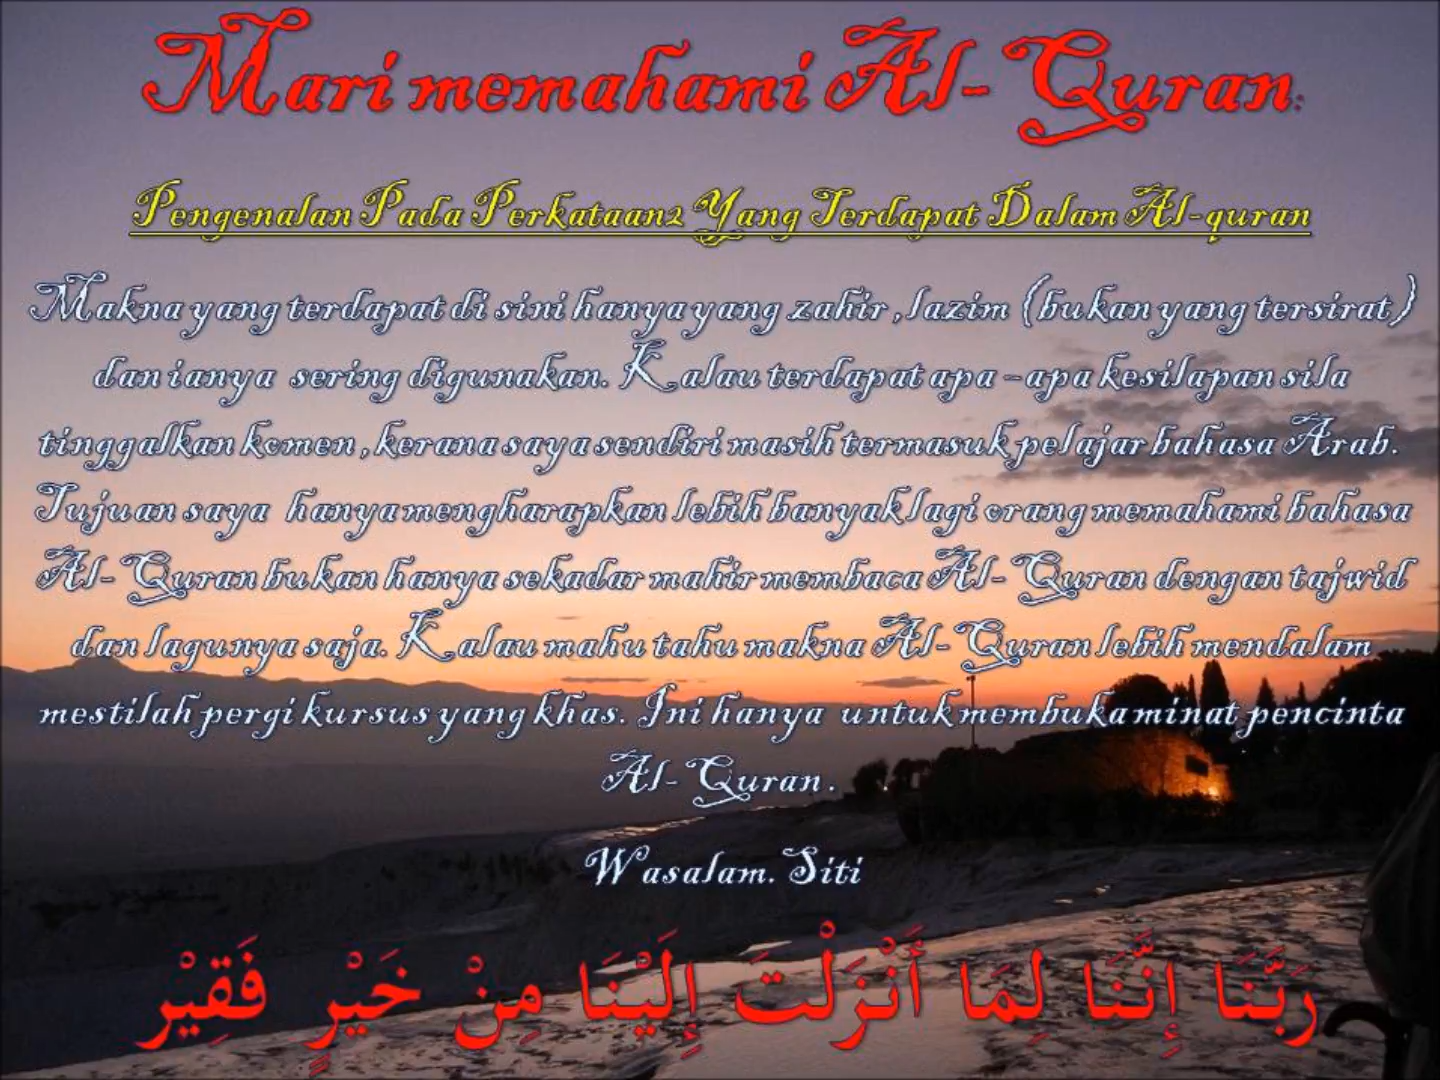 Mari memahami Al-Quran:
Pengenalan Pada Perkataan2 Yang Terdapat Dalam Al-quran
Makna yang terdapat di sini hanya yang zahir, lazim (bukan yang tersirat)
dan ianya sering digunakan. Kalau terdapat apa-apa kesilapan sila
tinggalkan komen, kerana saya sendiri masih termasuk pelajar bahasa Arab.
Tujuan saya hanya mengharapkan lebih banyak lagi orang memahami bahasa
Al-Quran bukan hanya sekadar mahir membaca Al-Quran dengan tajwid
dan lagunya saja. Kalau mahu tahu makna Al-Quran lebih mendalam
mestilah pergi kursus yang khas. Ini hanya untuk membuka minat pencinta
Al-Quran.
Wasalam. Siti
رَبَّنَا إِنَّنَا لِمَا أَنْزَلْتَ إِلَيْنَا مِنْ خَيْرٍ فَقِيْر